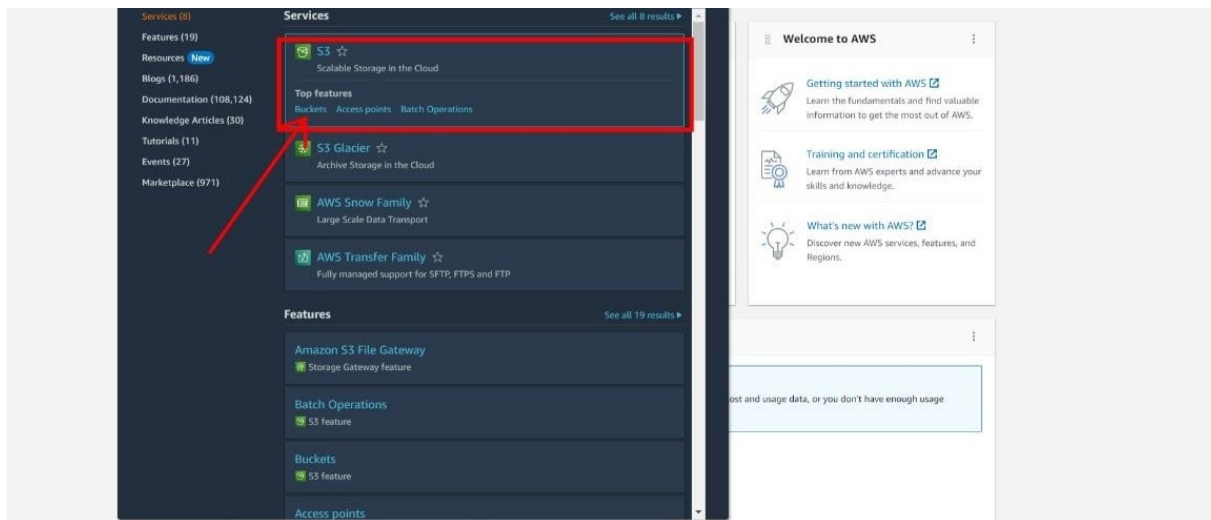 Services (8)
Features (19)
Resources New
Blogs (1,186)
Documentation (108,124)
Knowledge Articles (30)
Tutorials (11)
Events (27)
Marketplace (971)
Services
See all 8 results ▶
S3 ☆
Scalable Storage in the Cloud
Top features
Buckets Access points Batch Operations
S3 Glacier ☆
Archive Storage in the Cloud
AWS Snow Family ☆
Large Scale Data Transport
AWS Transfer Family ☆
Fully managed support for SFTP, FTPS and FTP
Features
See all 19 results ▶
Amazon S3 File Gateway
Storage Gateway feature
Batch Operations
S3 feature
Buckets
S3 feature
Access points
Welcome to AWS
Getting started with AWS
Learn the fundamentals and find valuable
information to get the most out of AWS.
Training and certification
Learn from AWS experts and advance your
skills and knowledge.
What's new with AWS?
Discover new AWS services, features, and
Regions.
ost and usage data, or you don't have enough usage